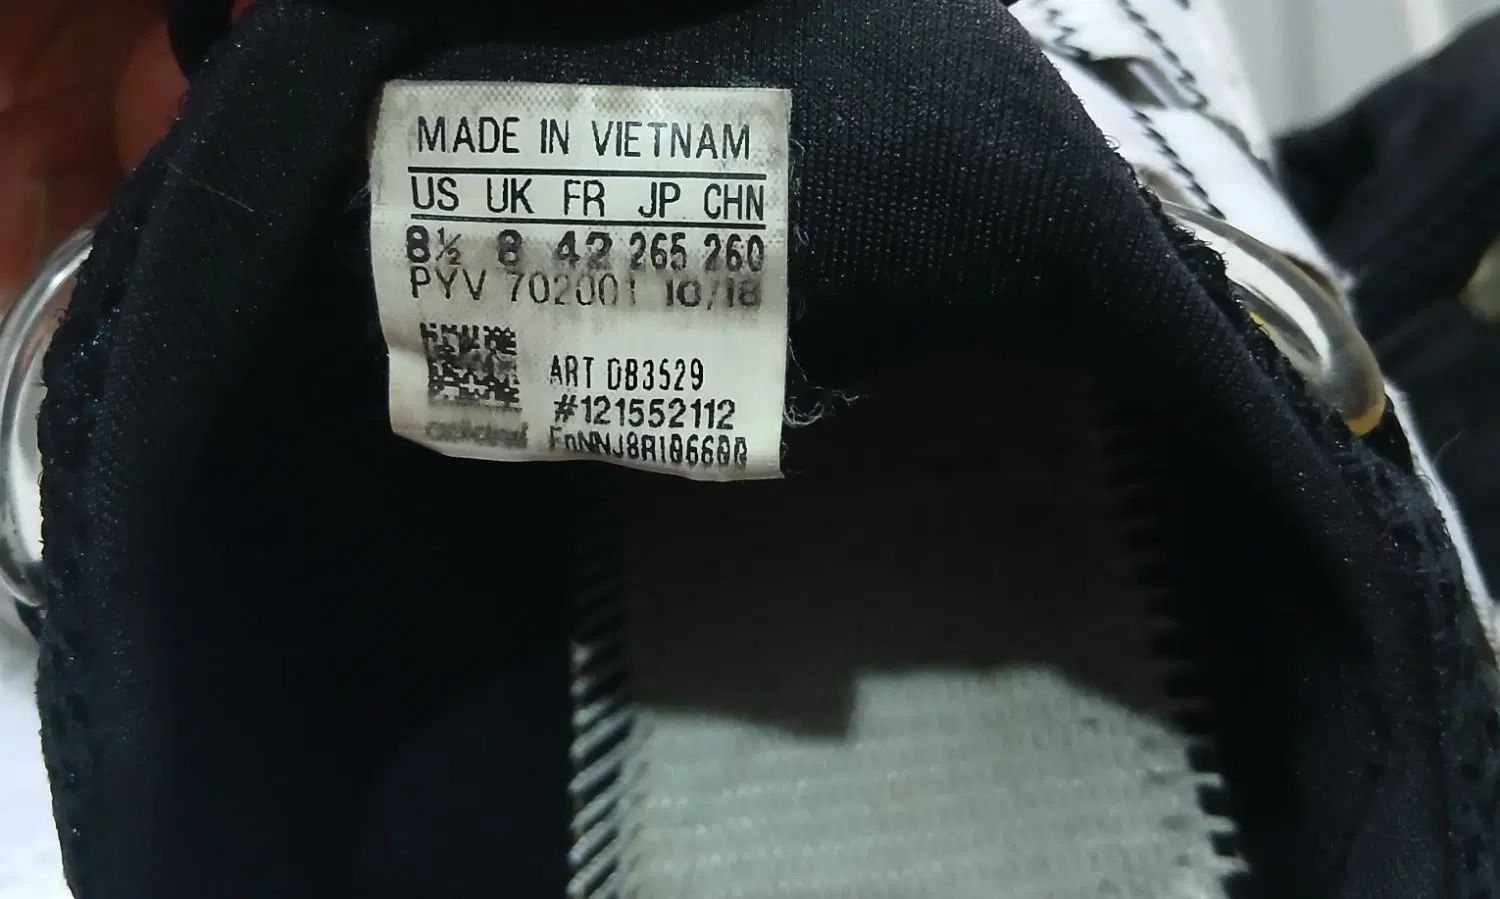 MADE IN VIETNAM
US UK FR JP CHN
8½ 8 42 265 260
PYV 702001 10/18
ART DB3529
#121552112
adidas